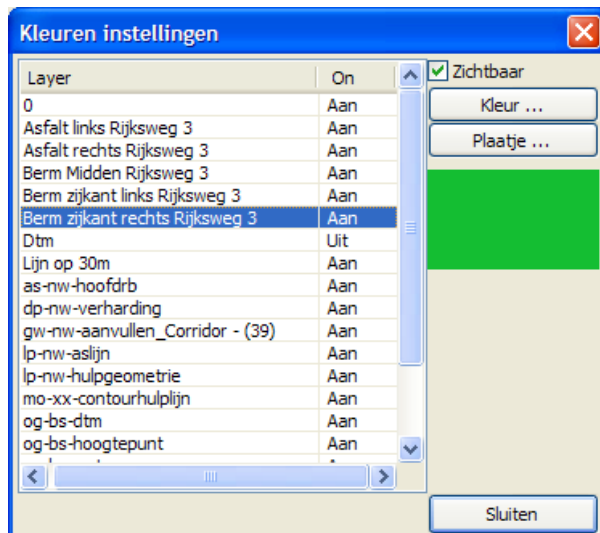 Kleuren instellingen
Layer On
0 Aan
Asfalt links Rijksweg 3 Aan
Asfalt rechts Rijksweg 3 Aan
Berm Midden Rijksweg 3 Aan
Berm zijkant links Rijksweg 3 Aan
Berm zijkant rechts Rijksweg 3 Aan
Dtm Uit
Lijn op 30m Aan
as-nw-hoofdrb Aan
dp-nw-verharding Aan
gw-nw-aanvullen_Corridor - (39) Aan
lp-nw-aslijn Aan
lp-nw-hulpgeometrie Aan
mo-xx-contourhulplijn Aan
og-bs-dtm Aan
og-bs-hoogtepunt Aan
Zichtbaar
Kleur ...
Plaatje ...
Sluiten